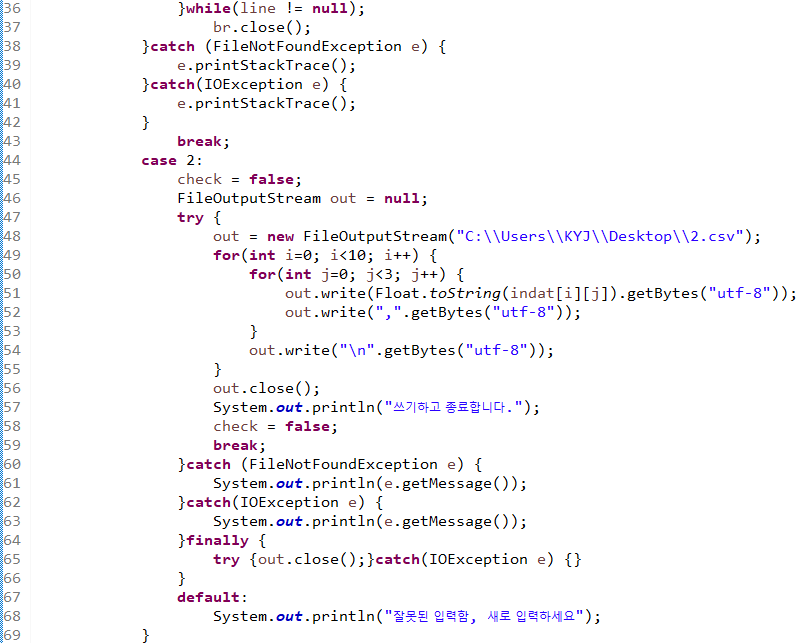 36                 }while(line != null);
37                     br.close();
38             }catch (FileNotFoundException e) {
39                 e.printStackTrace();
40             }catch(IOException e) {
41                 e.printStackTrace();
42             }
43                 break;
44             case 2:
45                 check = false;
46                 FileOutputStream out = null;
47                 try {
48                     out = new FileOutputStream("C:\\Users\\KYJ\\Desktop\\2.csv");
49                     for(int i=0; i<10; i++) {
50                         for(int j=0; j<3; j++) {
51                             out.write(Float.toString(indat[i][j]).getBytes("utf-8"));
52                             out.write(",".getBytes("utf-8"));
53                         }
54                         out.write("\n".getBytes("utf-8"));
55                     }
56                     out.close();
57                     System.out.println("쓰기하고 종료합니다.");
58                     check = false;
59                     break;
60                 }catch (FileNotFoundException e) {
61                     System.out.println(e.getMessage());
62                 }catch(IOException e) {
63                     System.out.println(e.getMessage());
64                 }finally {
65                     try {out.close();}catch(IOException e) {}
66                 }
67                 default:
68                     System.out.println("잘못된 입력함, 새로 입력하세요");
69             }